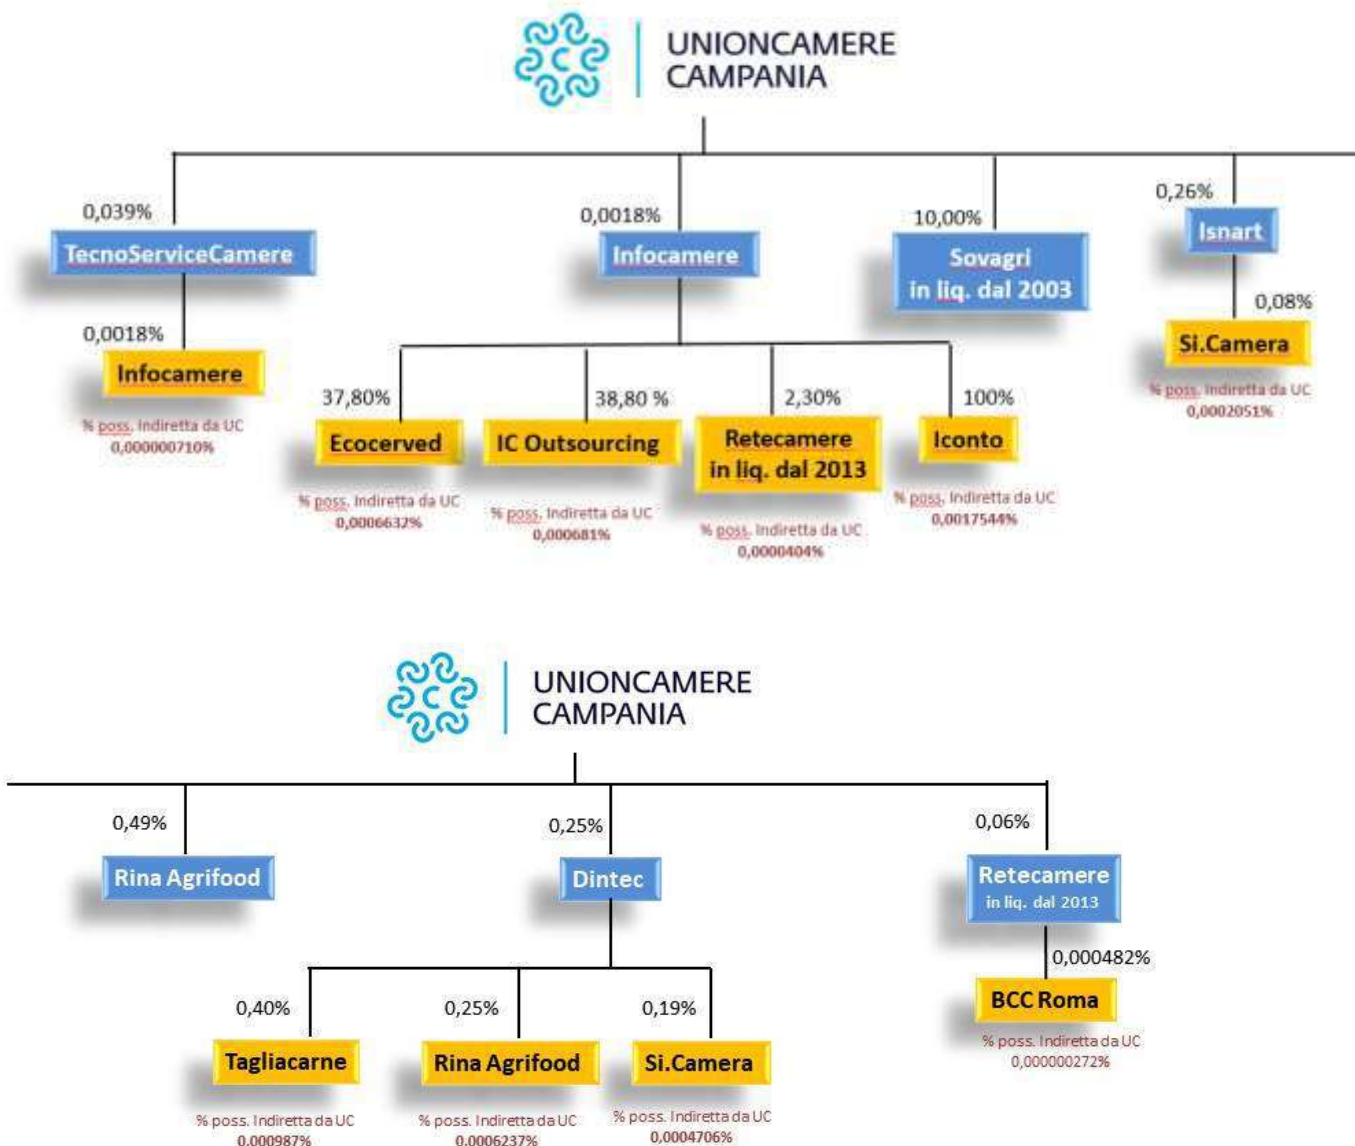 UNIONCAMERE
CAMPANIA
0,039%
TecnoServiceCamere
0,0018%
Infocamere
% poss. Indiretta da UC
0,000000710%
0,0018%
Infocamere
37,80%
Ecocerved
% poss. Indiretta da UC
0,0006632%
38,80 %
IC Outsourcing
% poss. Indiretta da UC
0,000681%
2,30%
Retecamere
in liq. dal 2013
% poss. Indiretta da UC
0,0000404%
100%
Iconto
% poss. Indiretta da UC
0,0017544%
10,00%
Sovagri
in liq. dal 2003
0,26%
Isnart
0,08%
Si.Camera
% poss. Indiretta da UC
0,0002051%
UNIONCAMERE
CAMPANIA
0,49%
Rina Agrifood
0,25%
Dintec
0,40%
Tagliacarne
% poss. Indiretta da UC
0,000987%
0,25%
Rina Agrifood
% poss. Indiretta da UC
0,0006237%
0,19%
Si.Camera
% poss. Indiretta da UC
0,0004706%
0,06%
Retecamere
in liq. dal 2013
0,000482%
BCC Roma
% poss. Indiretta da UC
0,000000272%